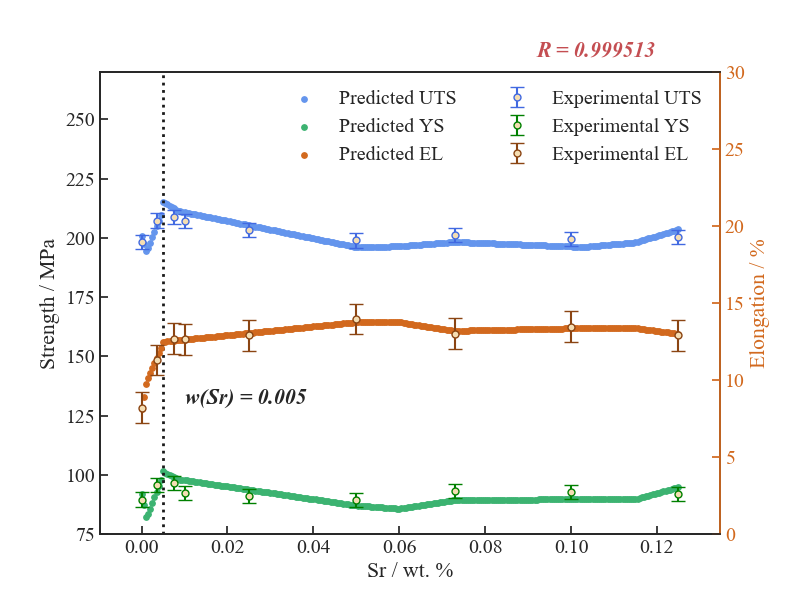 R = 0.999513
Predicted UTS
Predicted YS
Predicted EL
Experimental UTS
Experimental YS
Experimental EL
w(Sr) = 0.005
Strength / MPa
250
225
200
175
150
125
100
75
Elongation / %
30
25
20
15
10
5
0
0.00 0.02 0.04 0.06 0.08 0.10 0.12
Sr / wt. %